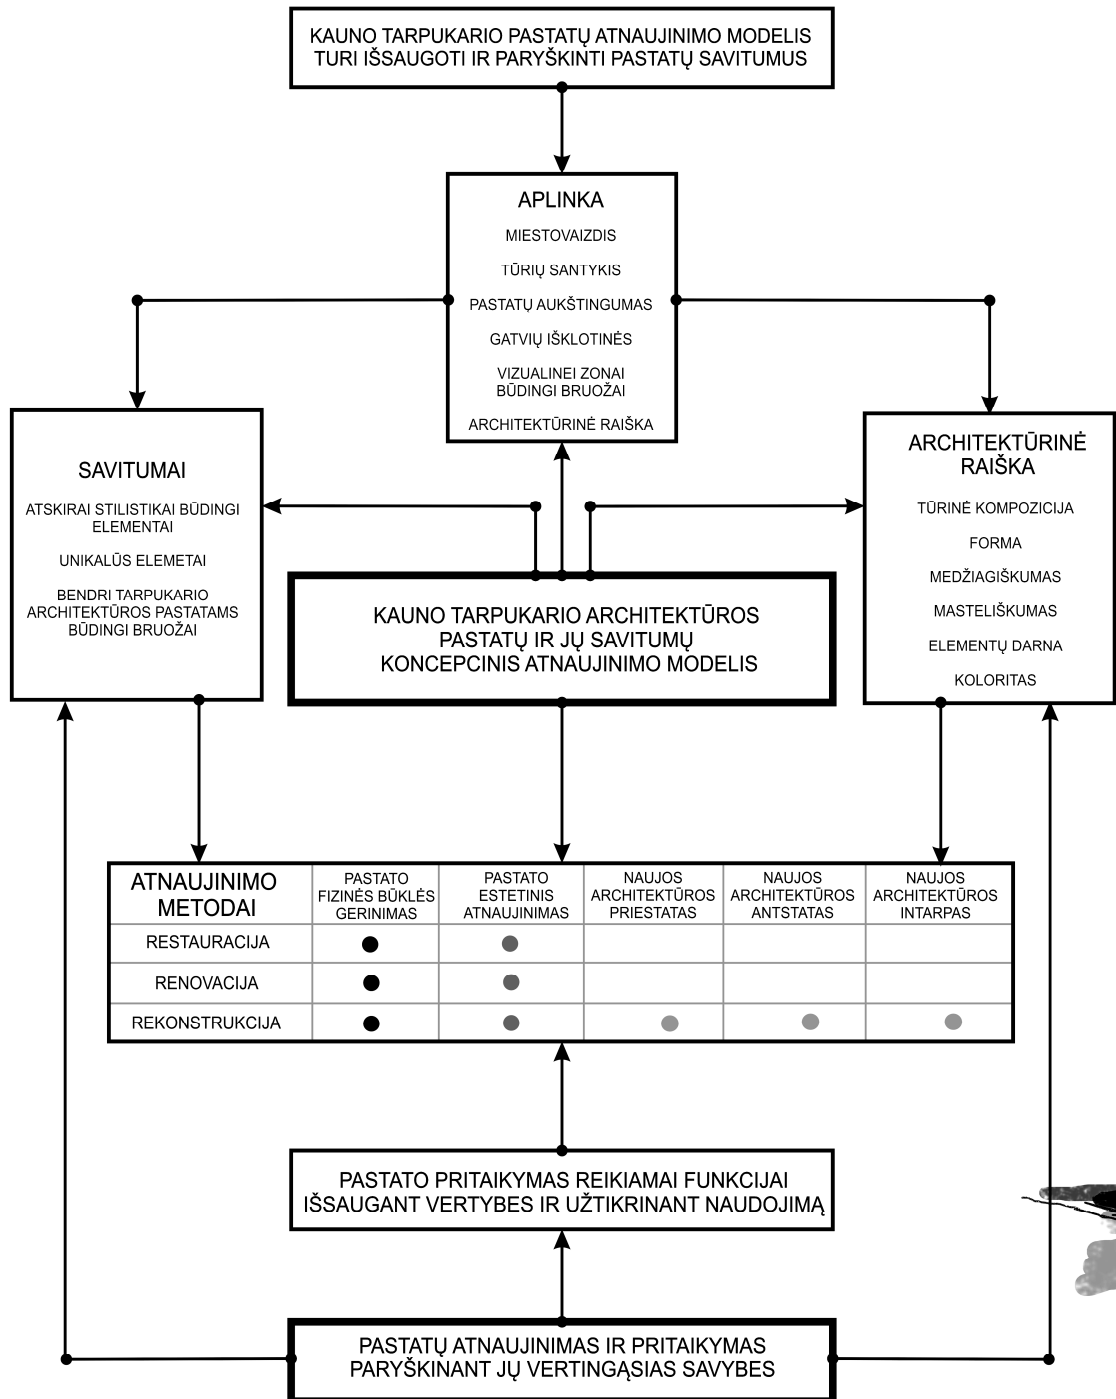 KAUNO TARPUKARIO PASTATŲ ATNAUJINIMO MODELIS
TURI IŠSAUGOTI IR PARYŠKINTI PASTATŲ SAVITUMUS
APLINKA
MIESTOVAIZDIS
TŪRIŲ SANTYKIS
PASTATŲ AUKŠTINGUMAS
GATVIŲ IŠKLOTINĖS
VIZUALINEI ZONAI
BŪDINGI BRUOŽAI
ARCHITEKTŪRINĖ RAIŠKA
SAVITUMAI
ATSKIRAI STILISTIKAI BŪDINGI
ELEMENTAI
UNIKALŪS ELEMETAI
BENDRI TARPUKARIO
ARCHITEKTŪROS PASTATAMS
BŪDINGI BRUOŽAI
ARCHITEKTŪRINĖ
RAIŠKA
TŪRINĖ KOMPOZICIJA
FORMA
MEDŽIAGIŠKUMAS
MASTELIŠKUMAS
ELEMENTŲ DARNA
KOLORITAS
KAUNO TARPUKARIO ARCHITEKTŪROS
PASTATŲ IR JŲ SAVITUMŲ
KONCEPCINIS ATNAUJINIMO MODELIS
ATNAUJINIMO
METODAI
PASTATO
FIZINĖS BŪKLĖS
GERINIMAS
PASTATO
ESTETINIS
ATNAUJINIMAS
NAUJOS
ARCHITEKTŪROS
PRIESTATAS
NAUJOS
ARCHITEKTŪROS
ANTSTATAS
NAUJOS
ARCHITEKTŪROS
INTARPAS
RESTAURACIJA
RENOVACIJA
REKONSTRUKCIJA
PASTATO PRITAIKYMAS REIKIAMAI FUNKCIJAI
IŠSAUGANT VERTYBES IR UŽTIKRINANT NAUDOJIMĄ
PASTATŲ ATNAUJINIMAS IR PRITAIKYMAS
PARYŠKINANT JŲ VERTINGĄSIAS SAVYBES